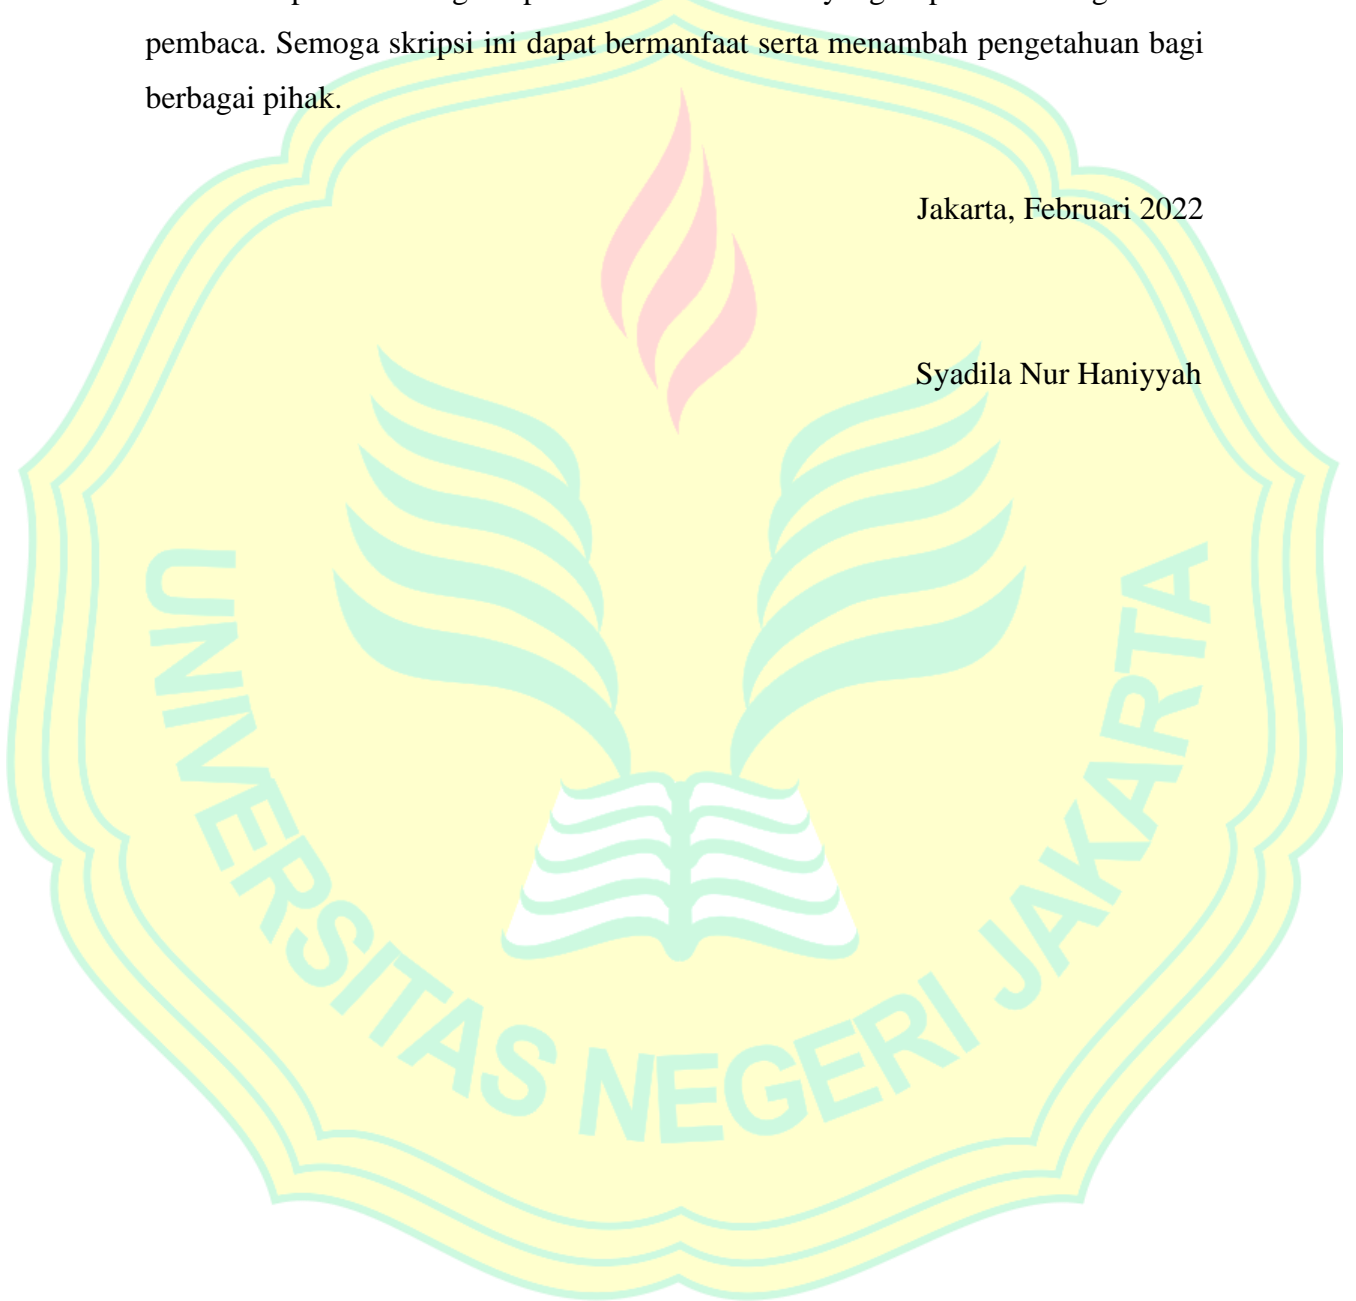 pembaca. Semoga skripsi ini dapat bermanfaat serta menambah pengetahuan bagi
berbagai pihak.
Jakarta, Februari 2022
Syadila Nur Haniyyah
UNIVERSITAS NEGERI JAKARTA